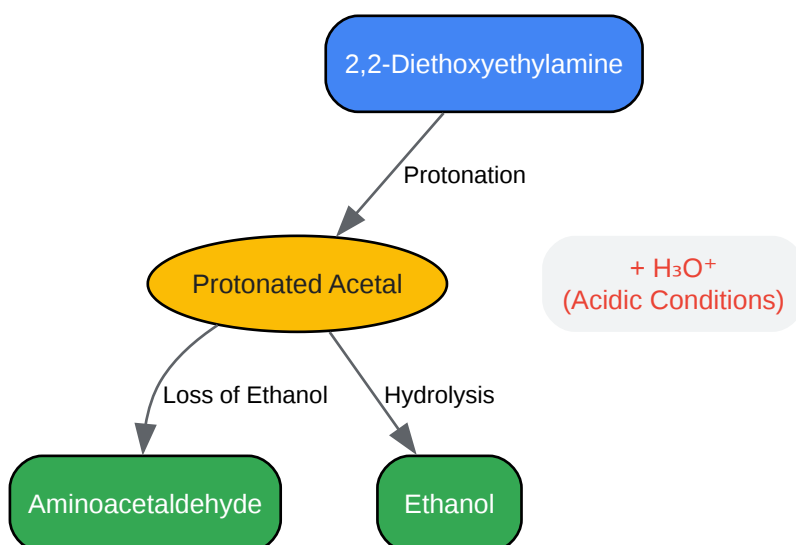 2,2-Diethoxyethylamine
Protonation
Protonated Acetal
+ H₃O⁺
(Acidic Conditions)
Loss of Ethanol
Hydrolysis
Aminoacetaldehyde
Ethanol